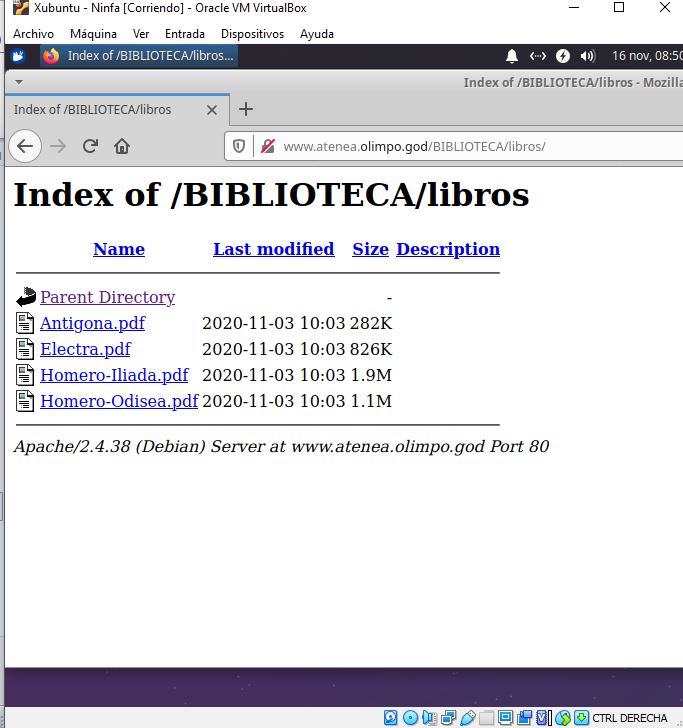 Xubuntu - Ninfa [Corriendo] - Oracle VM VirtualBox
Archivo Máquina Ver Entrada Dispositivos Ayuda
Index of /BIBLIOTECA/libros... 16 nov, 08:50
Index of /BIBLIOTECA/libros - Mozilla
Index of /BIBLIOTECA/libros
www.atenea.olimpo.god/BIBLIOTECA/libros/
Index of /BIBLIOTECA/libros
Name Last modified Size Description
Parent Directory -
Antigona.pdf 2020-11-03 10:03 282K
Electra.pdf 2020-11-03 10:03 826K
Homero-Iliada.pdf 2020-11-03 10:03 1.9M
Homero-Odisea.pdf 2020-11-03 10:03 1.1M
Apache/2.4.38 (Debian) Server at www.atenea.olimpo.god Port 80
CTRL DERECHA